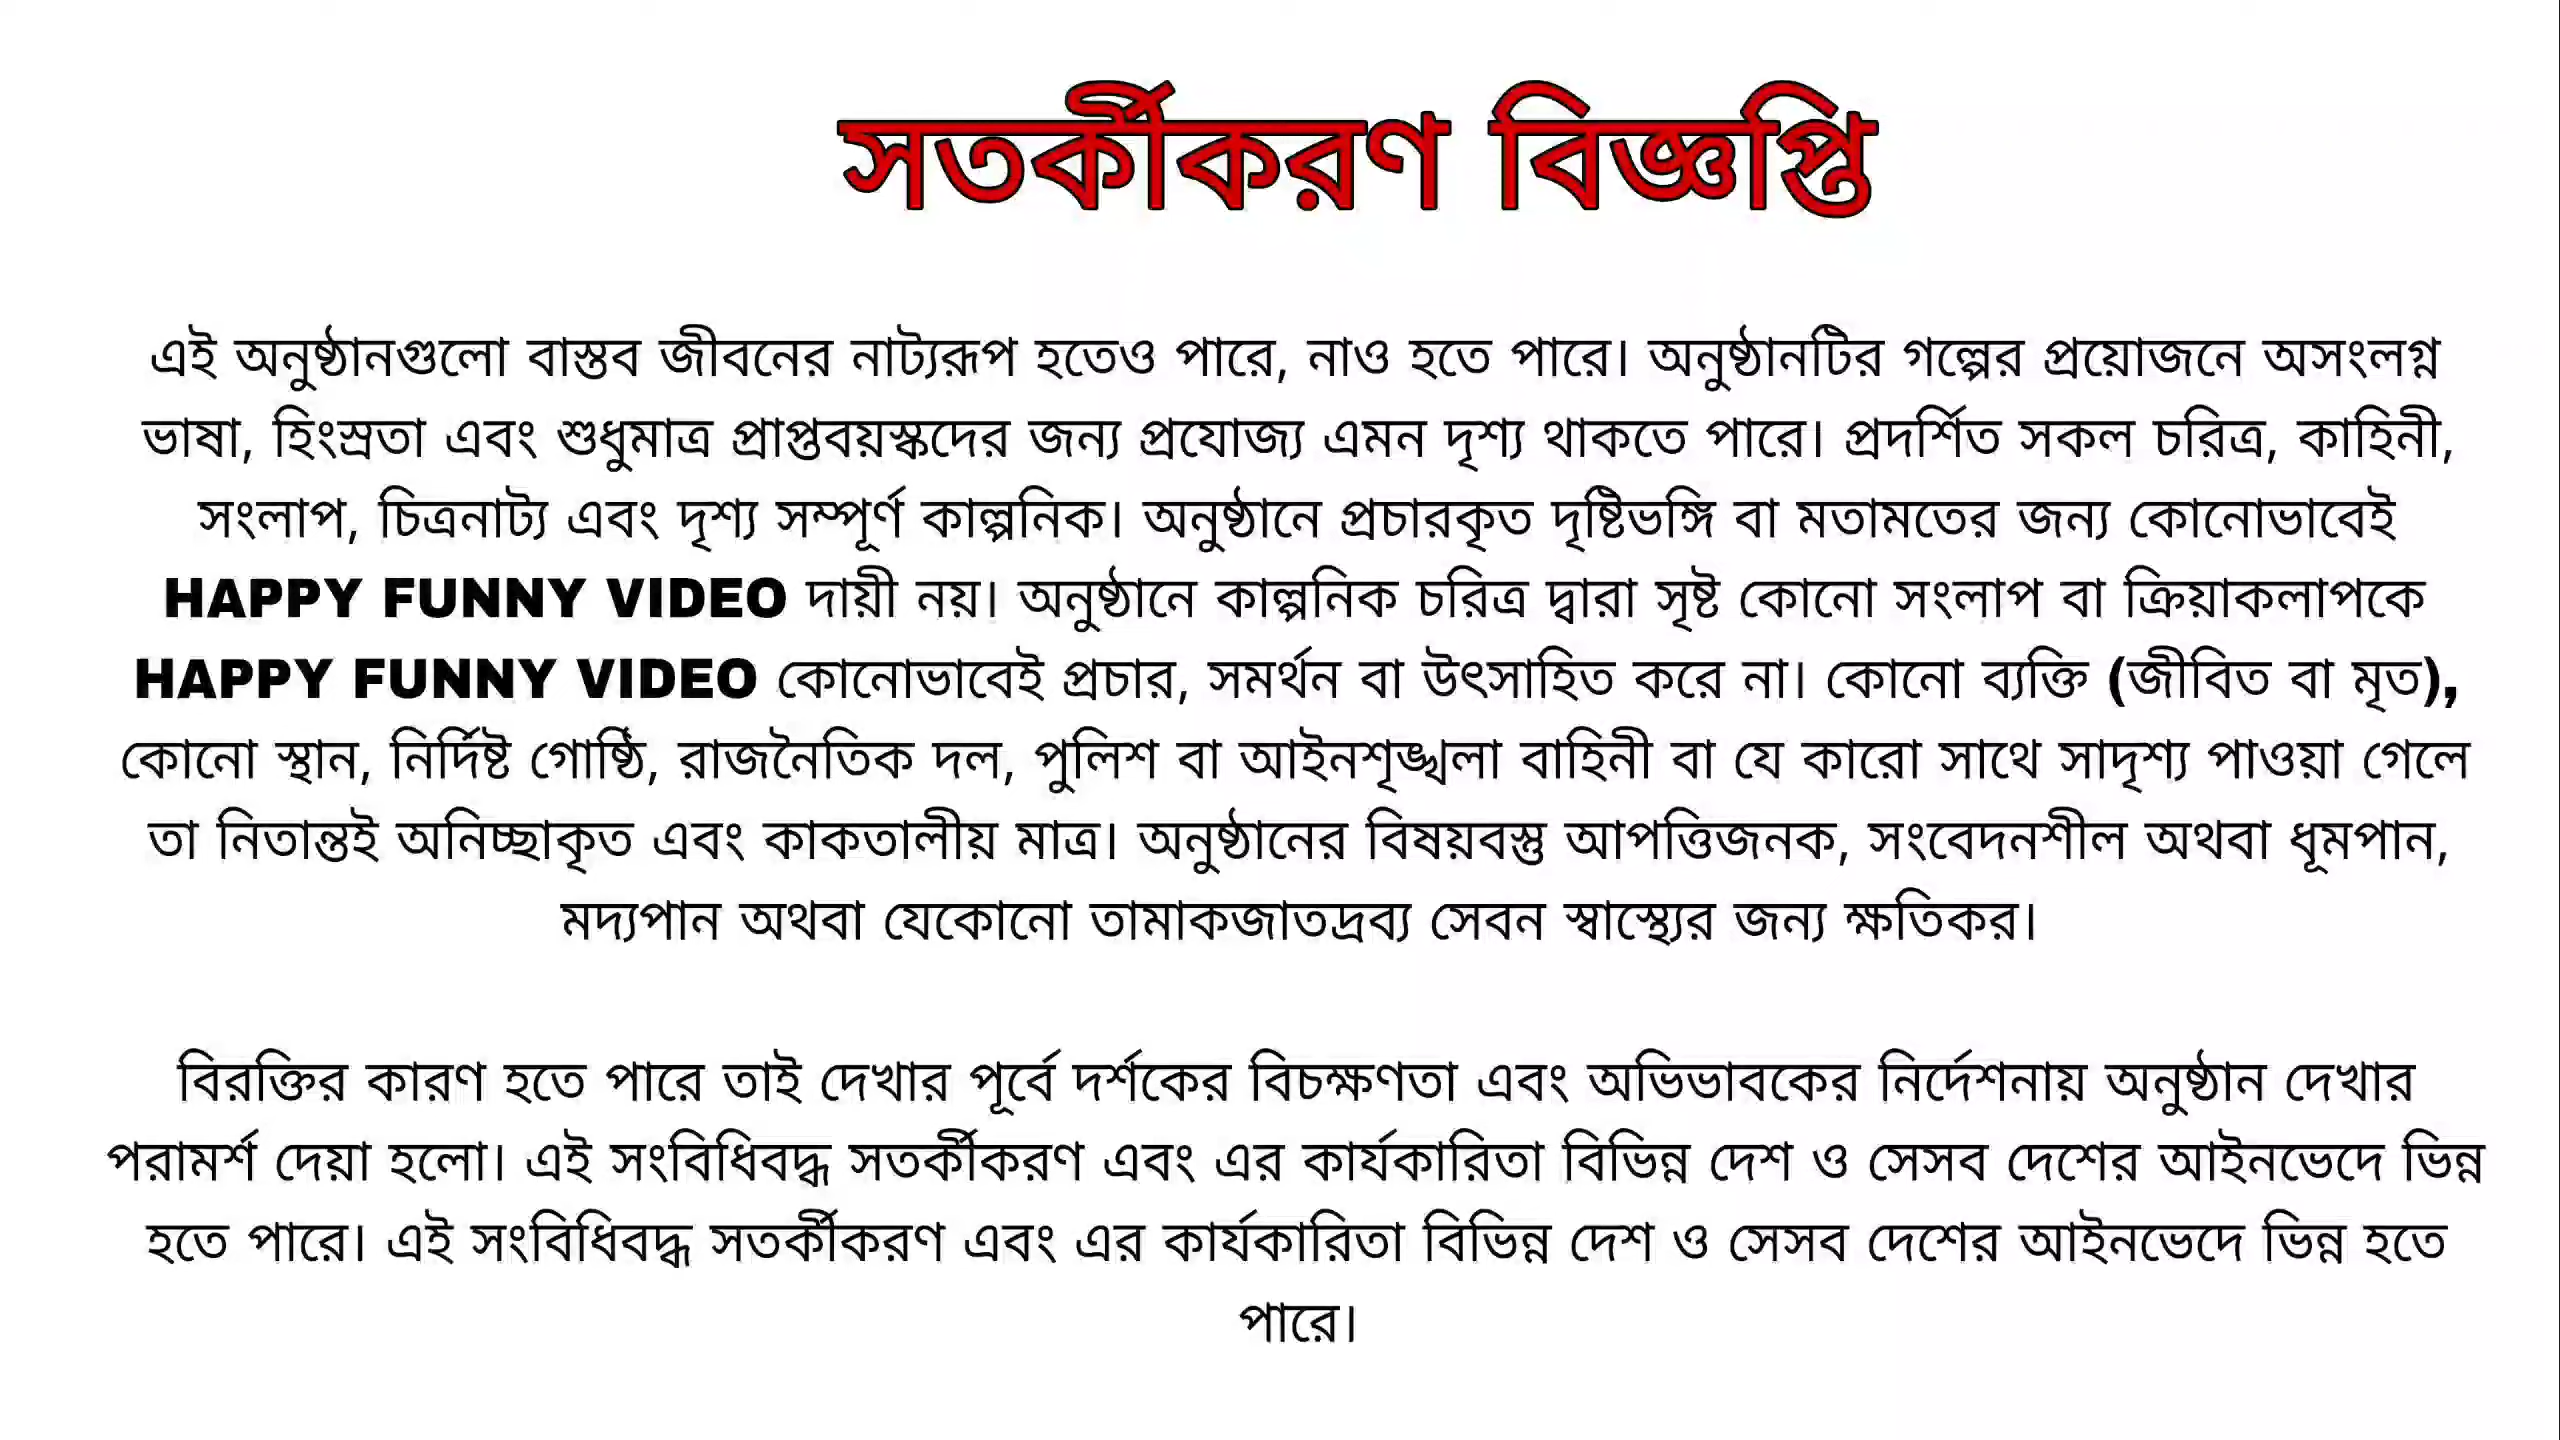 সতর্কীকরণ বিজ্ঞপ্তি
এই অনুষ্ঠানগুলো বাস্তব জীবনের নাট্যরূপ হতেও পারে, নাও হতে পারে। অনুষ্ঠানটির গল্পের প্রয়োজনে অসংলগ্ন
ভাষা, হিংস্রতা এবং শুধুমাত্র প্রাপ্তবয়স্কদের জন্য প্রযোজ্য এমন দৃশ্য থাকতে পারে। প্রদর্শিত সকল চরিত্র, কাহিনী,
সংলাপ, চিত্রনাট্য এবং দৃশ্য সম্পূর্ণ কাল্পনিক। অনুষ্ঠানে প্রচারকৃত দৃষ্টিভঙ্গি বা মতামতের জন্য কোনোভাবেই
HAPPY FUNNY VIDEO দায়ী নয়। অনুষ্ঠানে কাল্পনিক চরিত্র দ্বারা সৃষ্ট কোনো সংলাপ বা ক্রিয়াকলাপকে
HAPPY FUNNY VIDEO কোনোভাবেই প্রচার, সমর্থন বা উৎসাহিত করে না। কোনো ব্যক্তি (জীবিত বা মৃত),
কোনো স্থান, নির্দিষ্ট গোষ্ঠি, রাজনৈতিক দল, পুলিশ বা আইনশৃঙ্খলা বাহিনী বা যে কারো সাথে সাদৃশ্য পাওয়া গেলে
তা নিতান্তই অনিচ্ছাকৃত এবং কাকতালীয় মাত্র। অনুষ্ঠানের বিষয়বস্তু আপত্তিজনক, সংবেদনশীল অথবা ধূমপান,
মদ্যপান অথবা যেকোনো তামাকজাতদ্রব্য সেবন স্বাস্থ্যের জন্য ক্ষতিকর।
বিরক্তির কারণ হতে পারে তাই দেখার পূর্বে দর্শকের বিচক্ষণতা এবং অভিভাবকের নির্দেশনায় অনুষ্ঠান দেখার
পরামর্শ দেয়া হলো। এই সংবিধিবদ্ধ সতর্কীকরণ এবং এর কার্যকারিতা বিভিন্ন দেশ ও সেসব দেশের আইনভেদে ভিন্ন
হতে পারে। এই সংবিধিবদ্ধ সতর্কীকরণ এবং এর কার্যকারিতা বিভিন্ন দেশ ও সেসব দেশের আইনভেদে ভিন্ন হতে
পারে।